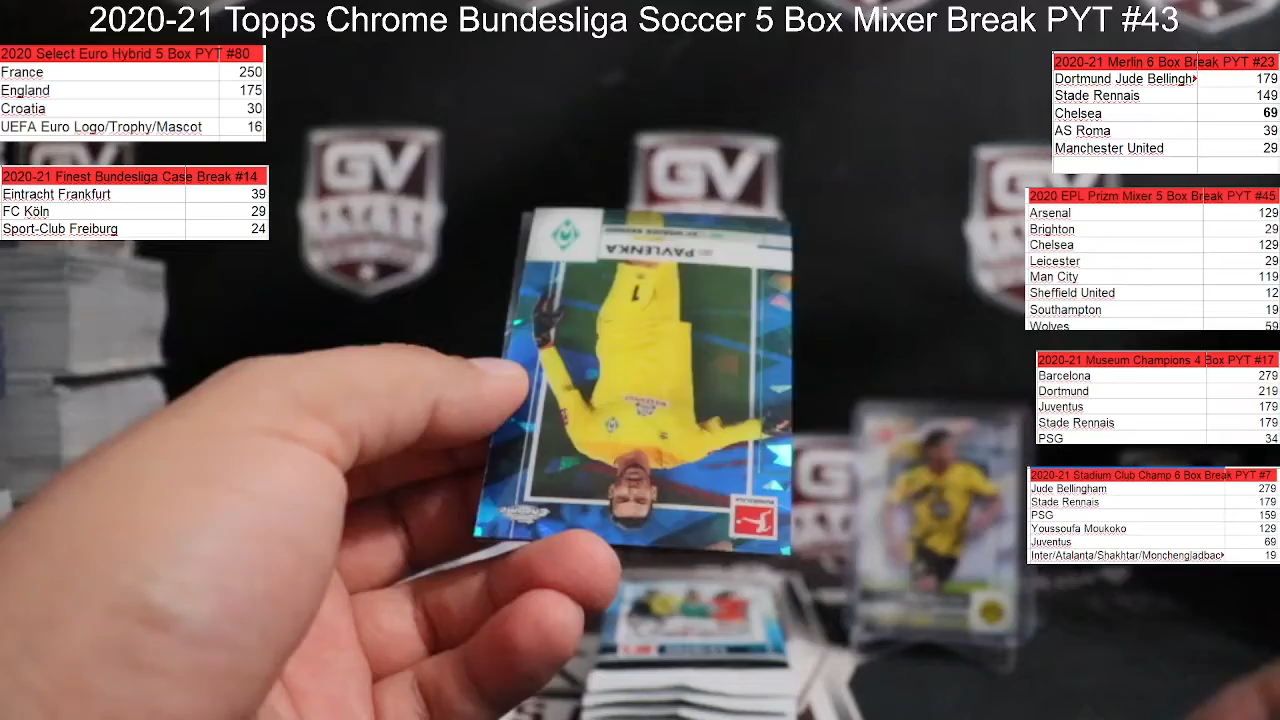 2020-21 Topps Chrome Bundesliga Soccer 5 Box Mixer Break PYT #43
2020 Select Euro Hybrid 5 Box PYT #80
France 250
England 175
Croatia 30
UEFA Euro Logo/Trophy/Mascot 16
2020-21 Finest Bundesliga Case Break #14
Eintracht Frankfurt 39
FC Köln 29
Sport-Club Freiburg 24
2020-21 Merlin 6 Box Break PYT #23
Dortmund Jude Bellingh
179
Stade Rennais 149
Chelsea 69
AS Roma 39
Manchester United 29
2020 EPL Prizm Mixer 5 Box Break PYT #45
Arsenal 129
Brighton 29
Chelsea 129
Leicester 29
Man City 119
Sheffield United 12
Southampton 19
Wolves 59
2020-21 Museum Champions 4 Box PYT #17
Barcelona 279
Dortmund 219
Juventus 179
Stade Rennais 179
PSG 34
2020-21 Stadium Club Champ 6 Box Break PYT #7
Jude Bellingham 279
Stade Rennais 179
PSG 159
Youssoufa Moukoko 129
Juventus 69
Inter/Atalanta/Shakhtar/Monchengladbac 19
GV
GV
GV
PAVLENKA
1
Chrome
BUNDESLIGA